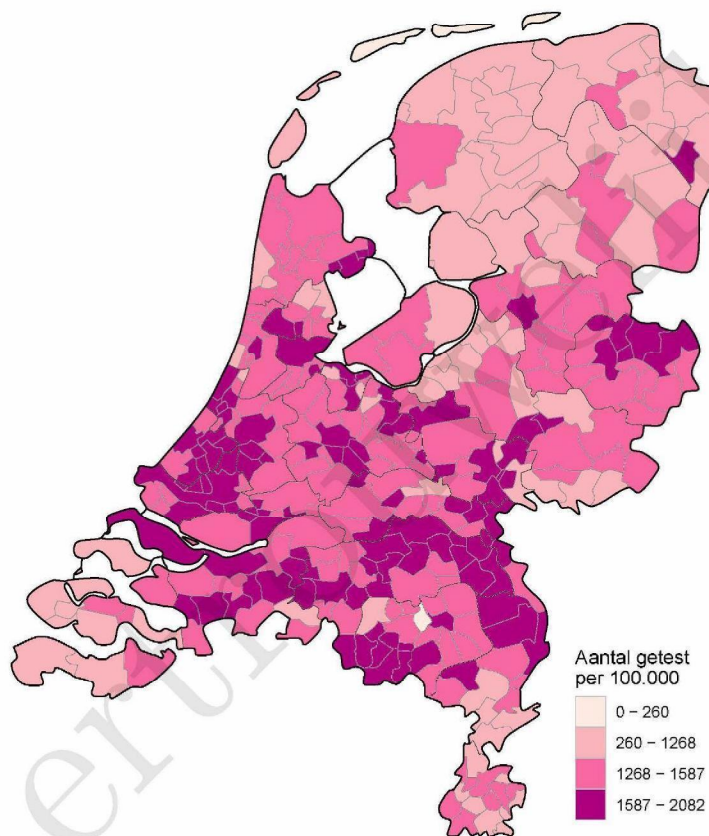 Aantal getest
per 100.000
0 – 260
260 – 1268
1268 – 1587
1587 – 2082